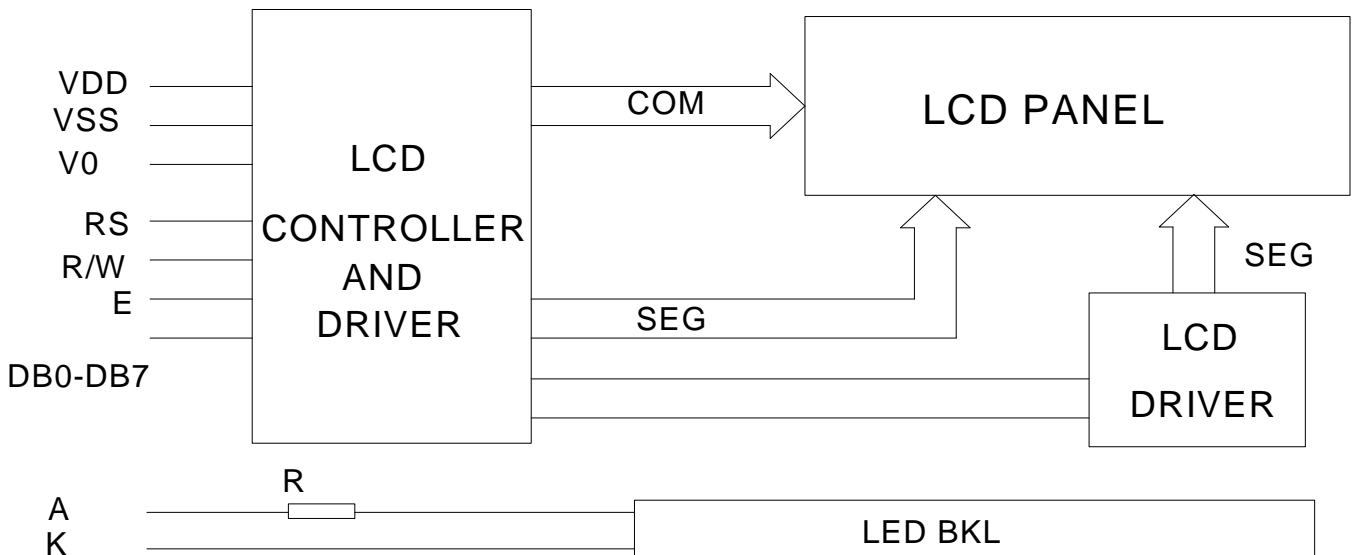 VDD
VSS
V0
RS
R/W
E
DB0-DB7
LCD
CONTROLLER
AND
DRIVER
COM
SEG
LCD PANEL
SEG
LCD
DRIVER
R
A
K
LED BKL